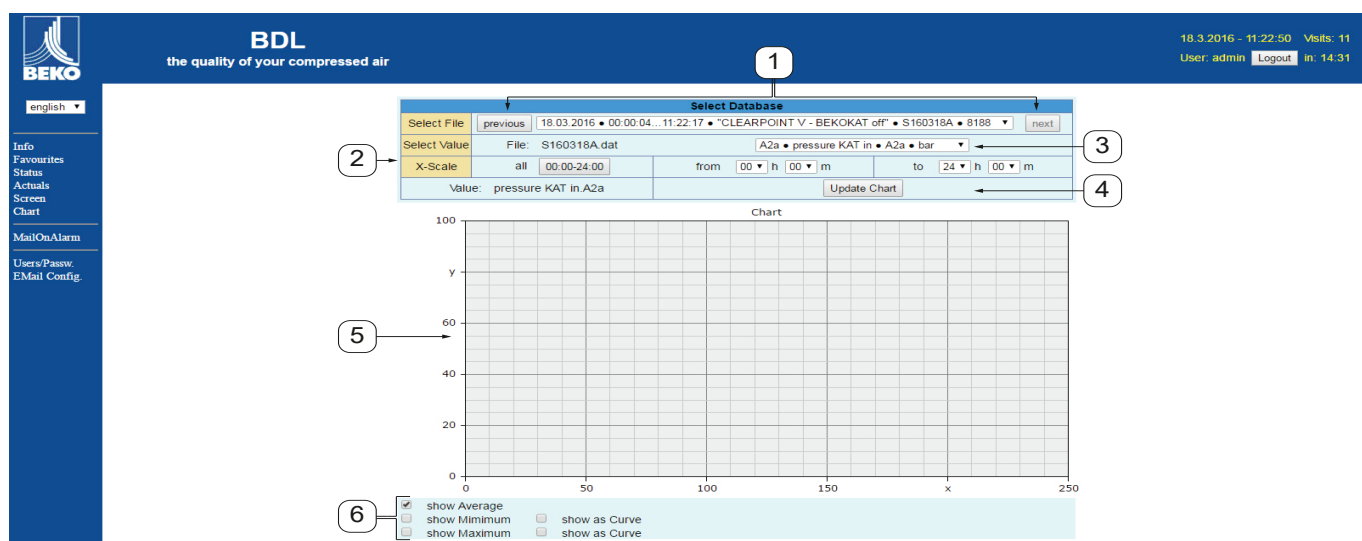 BEKO
BDL
the quality of your compressed air
18.3.2016 - 11:22:50 Visits: 11
User: admin Logout in: 14:31
english
Info
Favourites
Status
Actuals
Screen
Chart
MailOnAlarm
Users/Passw.
EMail Config.
1
Select Database
Select File previous 18.03.2016 ● 00:00:04...11:22:17 ● "CLEARPOINT V - BEKOKAT off" ● S160318A ● 8188 next
Select Value File: S160318A.dat A2a ● pressure KAT in ● A2a ● bar
3
2
X-Scale all 00:00-24:00 from 00 h 00 m to 24 h 00 m
Value: pressure KAT in.A2a Update Chart
4
Chart
100
y
60
5
40
20
0
0 50 100 150 x 250
6
show Average
show Mimimum show as Curve
show Maximum show as Curve